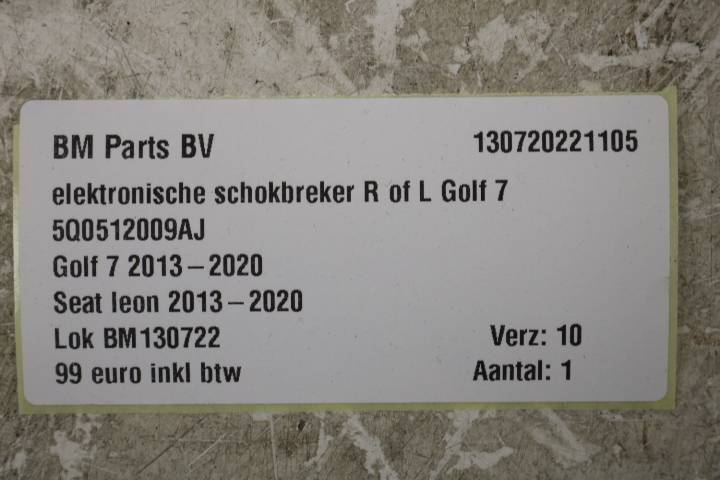 BM Parts BV 130720221105
elektronische schokbreker R of L Golf 7
5Q0512009AJ
Golf 7 2013-2020
Seat leon 2013-2020
Lok BM130722 Verz: 10
99 euro inkl btw Aantal: 1